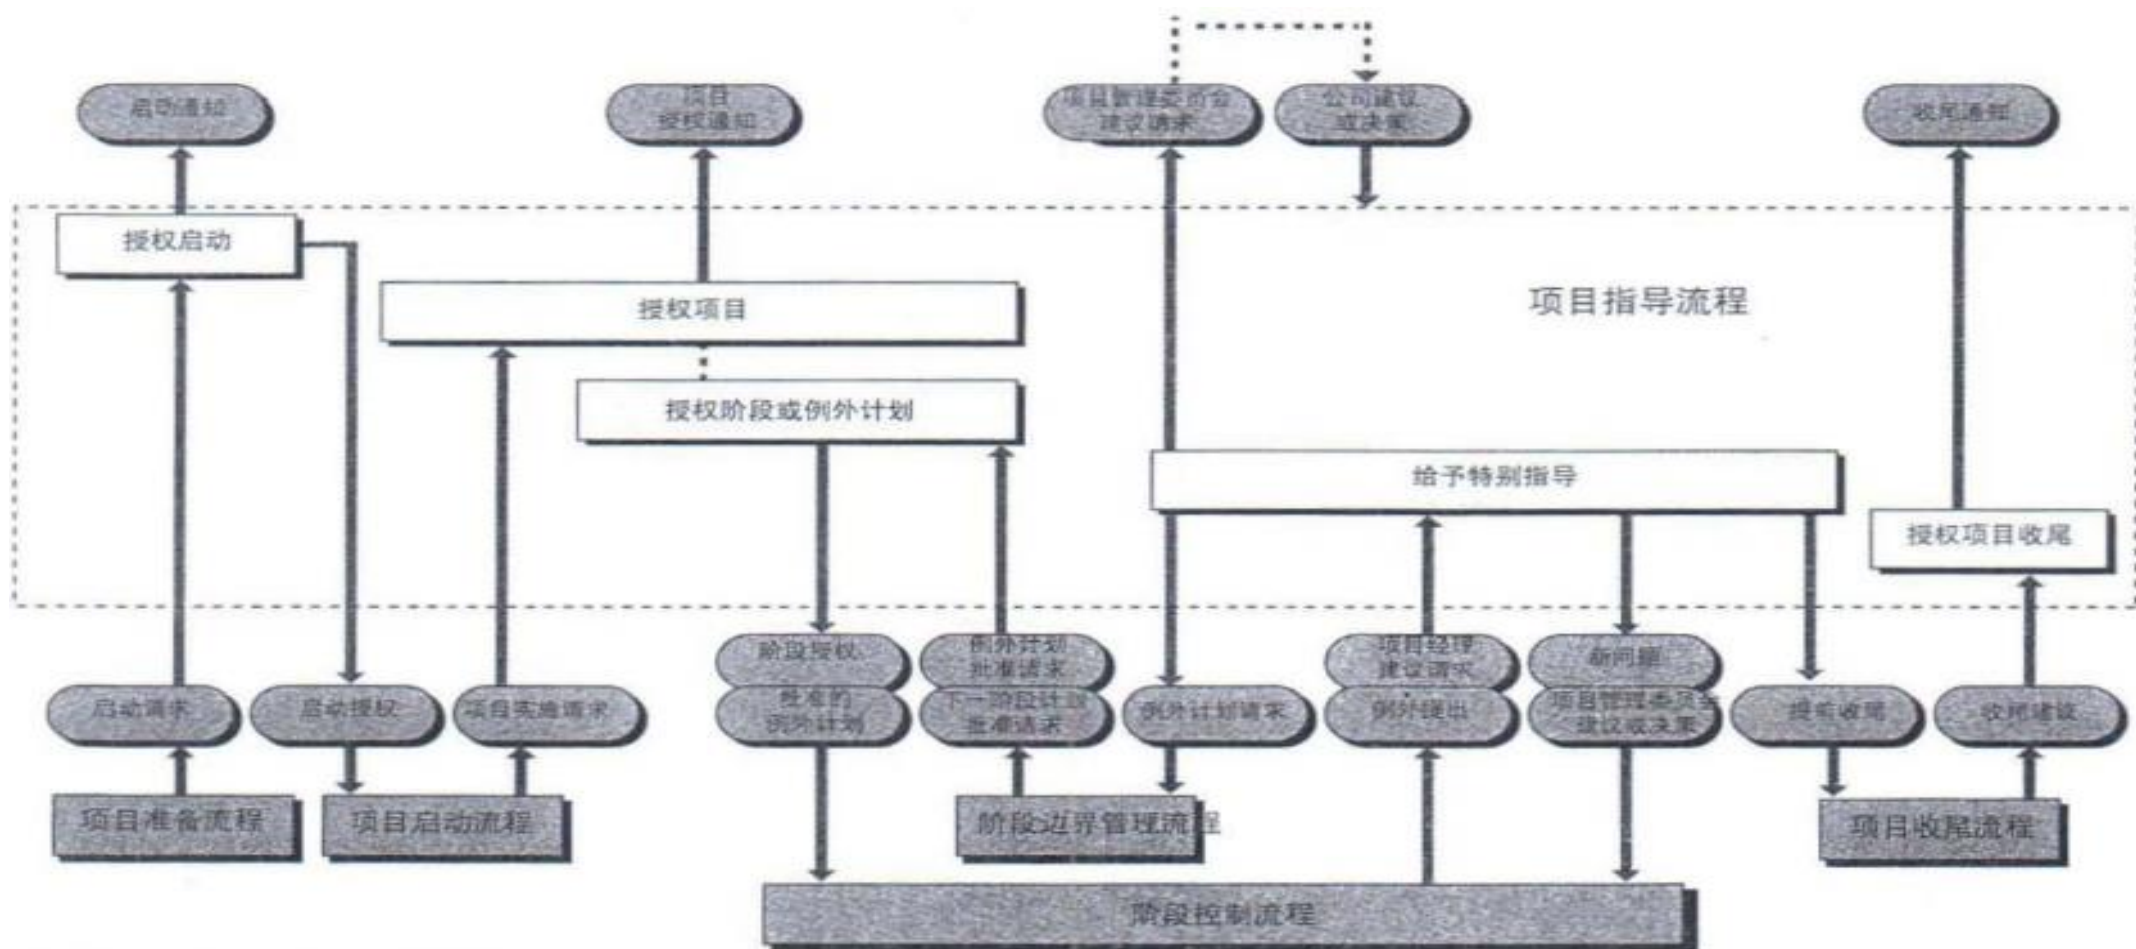 启动通知
项目
授权通知
项目管理委员会
建议请求
公司建议
或决策
收尾通知
授权启动
授权项目
项目指导流程
授权阶段或例外计划
给予特别指导
授权项目收尾
阶段授权
例外计划
批准请求
项目经理
建议请求
新问题
启动请求
启动授权
项目实施请求
批准的
例外计划
下一阶段计划
批准请求
例外计划请求
例外提出
项目管理委员会
建议或决策
提前收尾
收尾建议
项目准备流程
项目启动流程
阶段边界管理流程
项目收尾流程
阶段控制流程